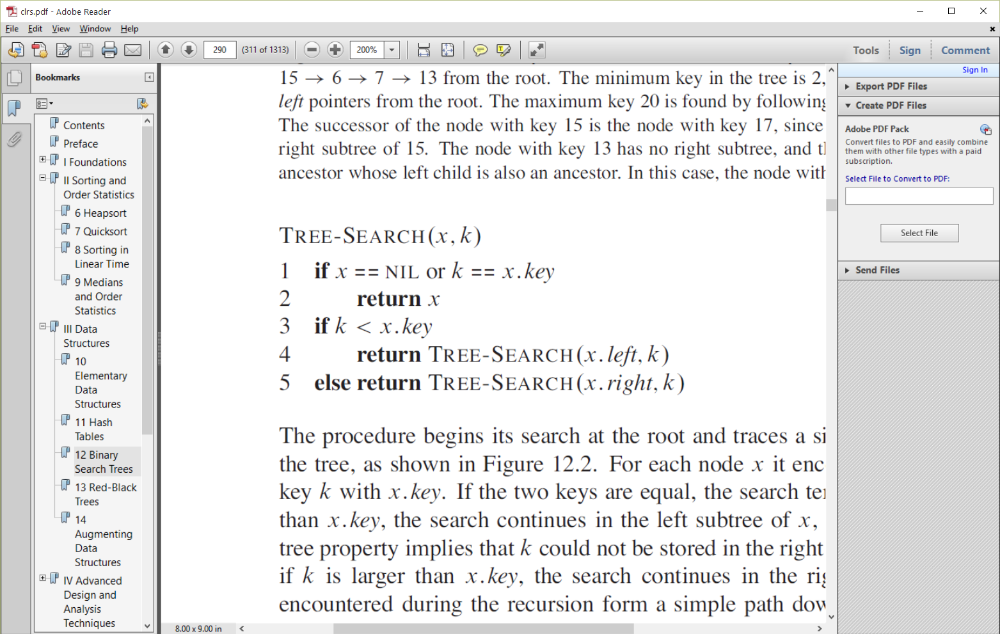 clrs.pdf - Adobe Reader
File Edit View Window Help
290 (311 of 1313) 200% Tools Sign Comment
Bookmarks
Contents
Preface
I Foundations
II Sorting and
Order Statistics
6 Heapsort
7 Quicksort
8 Sorting in
Linear Time
9 Medians
and Order
Statistics
III Data
Structures
10
Elementary
Data
Structures
11 Hash
Tables
12 Binary
Search Trees
13 Red-Black
Trees
14
Augmenting
Data
Structures
IV Advanced
Design and
Analysis
Techniques
15 → 6 → 7 → 13 from the root. The minimum key in the tree is 2,
left pointers from the root. The maximum key 20 is found by following
The successor of the node with key 15 is the node with key 17, since
right subtree of 15. The node with key 13 has no right subtree, and th
ancestor whose left child is also an ancestor. In this case, the node with
TREE-SEARCH(x, k)
1 if x == NIL or k == x.key
2 return x
3 if k < x.key
4 return TREE-SEARCH(x.left, k)
5 else return TREE-SEARCH(x.right, k)
The procedure begins its search at the root and traces a si
the tree, as shown in Figure 12.2. For each node x it enc
key k with x.key. If the two keys are equal, the search ter
than x.key, the search continues in the left subtree of x,
tree property implies that k could not be stored in the right
if k is larger than x.key, the search continues in the rig
encountered during the recursion form a simple path dow
8.00 x 9.00 in
Sign In
Export PDF Files
Create PDF Files
Adobe PDF Pack
Convert files to PDF and easily combine
them with other file types with a paid
subscription.
Select File to Convert to PDF:
Select File
Send Files